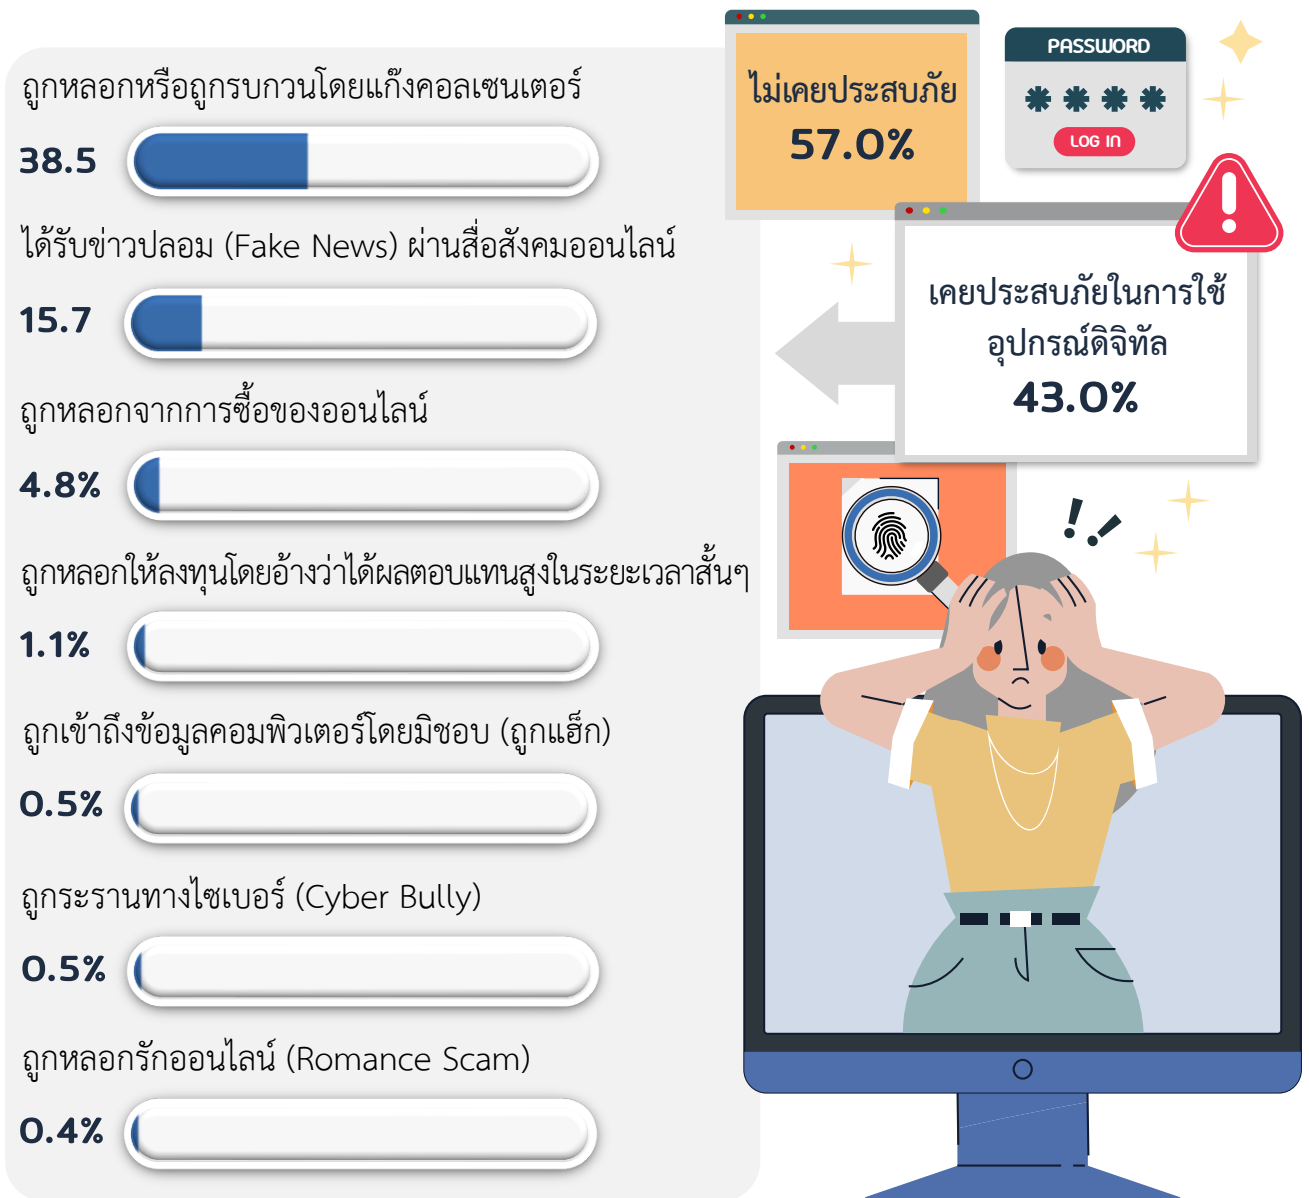 ถูกหลอกหรือถูกรบกวนโดยแก๊งคอลเซนเตอร์
38.5
ได้รับข่าวปลอม (Fake News) ผ่านสื่อสังคมออนไลน์
15.7
ถูกหลอกจากการซื้อของออนไลน์
4.8%
ถูกหลอกให้ลงทุนโดยอ้างว่าได้ผลตอบแทนสูงในระยะเวลาสั้นๆ
1.1%
ถูกเข้าถึงข้อมูลคอมพิวเตอร์โดยมิชอบ (ถูกแฮ็ก)
0.5%
ถูกระรานทางไซเบอร์ (Cyber Bully)
0.5%
ถูกหลอกรักออนไลน์ (Romance Scam)
0.4%
ไม่เคยประสบภัย
57.0%
PASSWORD
****
LOG IN
เคยประสบภัยในการใช้
อุปกรณ์ดิจิทัล
43.0%